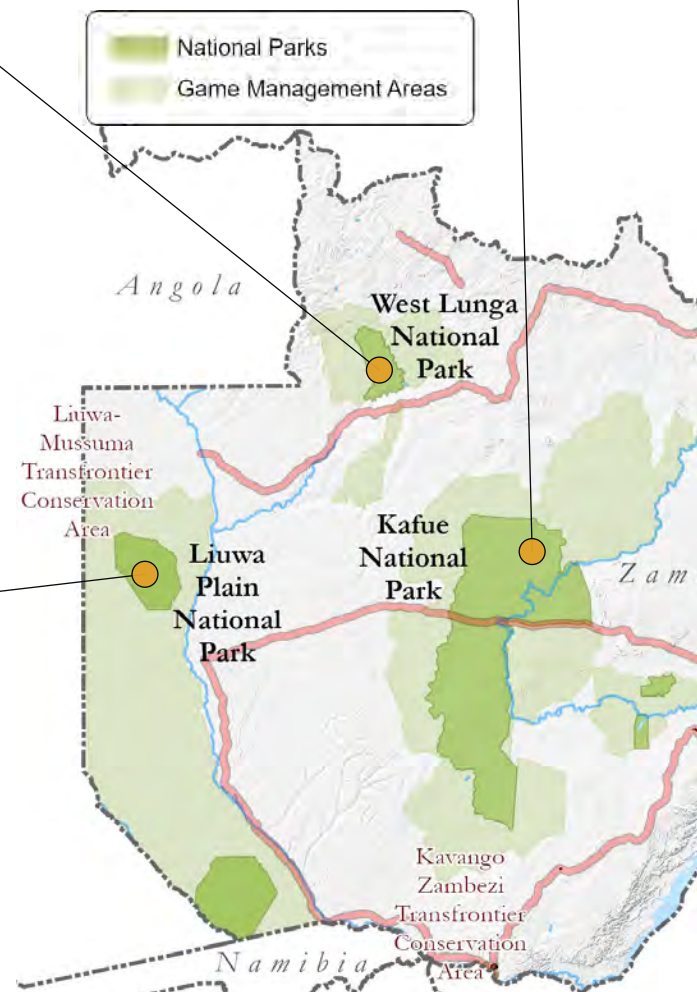 National Parks
Game Management Areas
Angola
West Lunga
National
Park
Liuwa-
Mussuma
Transfrontier
Conservation
Area
Kafue
National
Park
Liuwa
Plain
National
Park
Zam
Kavango
Zambezi
Transfrontier
Conservation
Area
Namibia